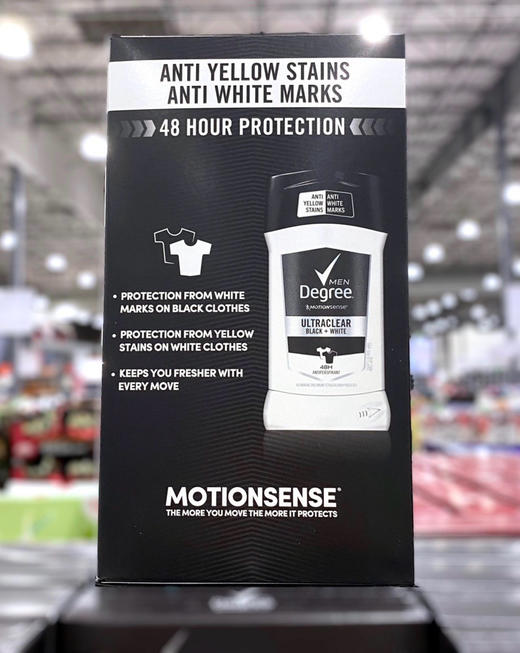 ANTI YELLOW STAINS
ANTI WHITE MARKS
48 HOUR PROTECTION
ANTI YELLOW STAINS
ANTI WHITE MARKS
MEN
Degree
MOTIONSENSE
ULTRACLEAR
BLACK + WHITE
48H
ANTIPERSPIRANT
• PROTECTION FROM WHITE
MARKS ON BLACK CLOTHES
• PROTECTION FROM YELLOW
STAINS ON WHITE CLOTHES
• KEEPS YOU FRESHER WITH
EVERY MOVE
MOTIONSENSE®
THE MORE YOU MOVE THE MORE IT PROTECTS